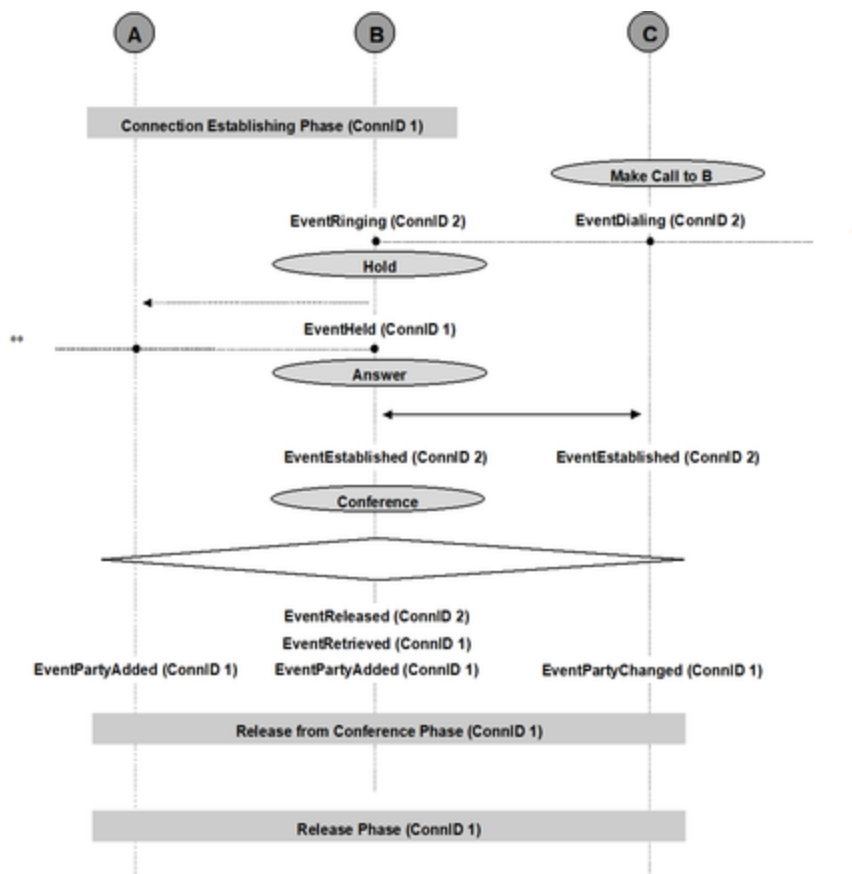 A B C
Connection Establishing Phase (ConnID 1)
Make Call to B
EventRinging (ConnID 2) EventDialing (ConnID 2)
Hold
EventHeld (ConnID 1)
**
Answer
EventEstablished (ConnID 2) EventEstablished (ConnID 2)
Conference
EventReleased (ConnID 2)
EventRetrieved (ConnID 1)
EventPartyAdded (ConnID 1) EventPartyAdded (ConnID 1) EventPartyChanged (ConnID 1)
Release from Conference Phase (ConnID 1)
Release Phase (ConnID 1)